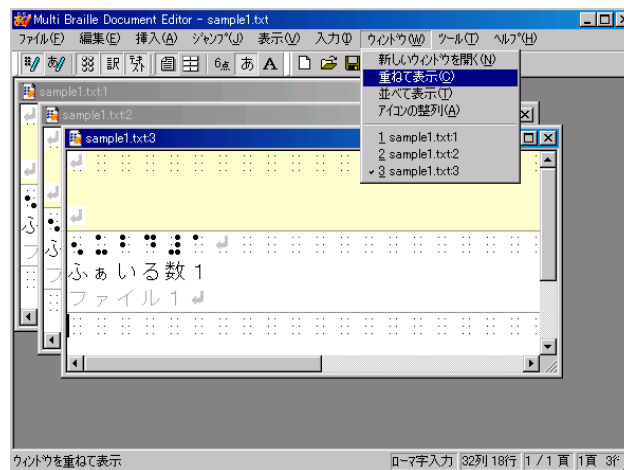 Multi Braille Document Editor - sample1.txt
ファイル(F) 編集(E) 挿入(A) ジャンプ(J) 表示(V) 入力(I) ウィンドウ(W) ツール(T) ヘルプ(H)
訳 6点 あ A
新しいウィンドウを開く(N)
重ねて表示(C)
並べて表示(T)
アイコンの整列(A)
1 sample1.txt:1
2 sample1.txt:2
✓ 3 sample1.txt:3
sample1.txt:1
sample1.txt:2
sample1.txt:3
ふぁいる数1
ファイル1
ウィンドウを重ねて表示
ローマ字入力 32列 18行 1 / 1 頁 1頁 3行